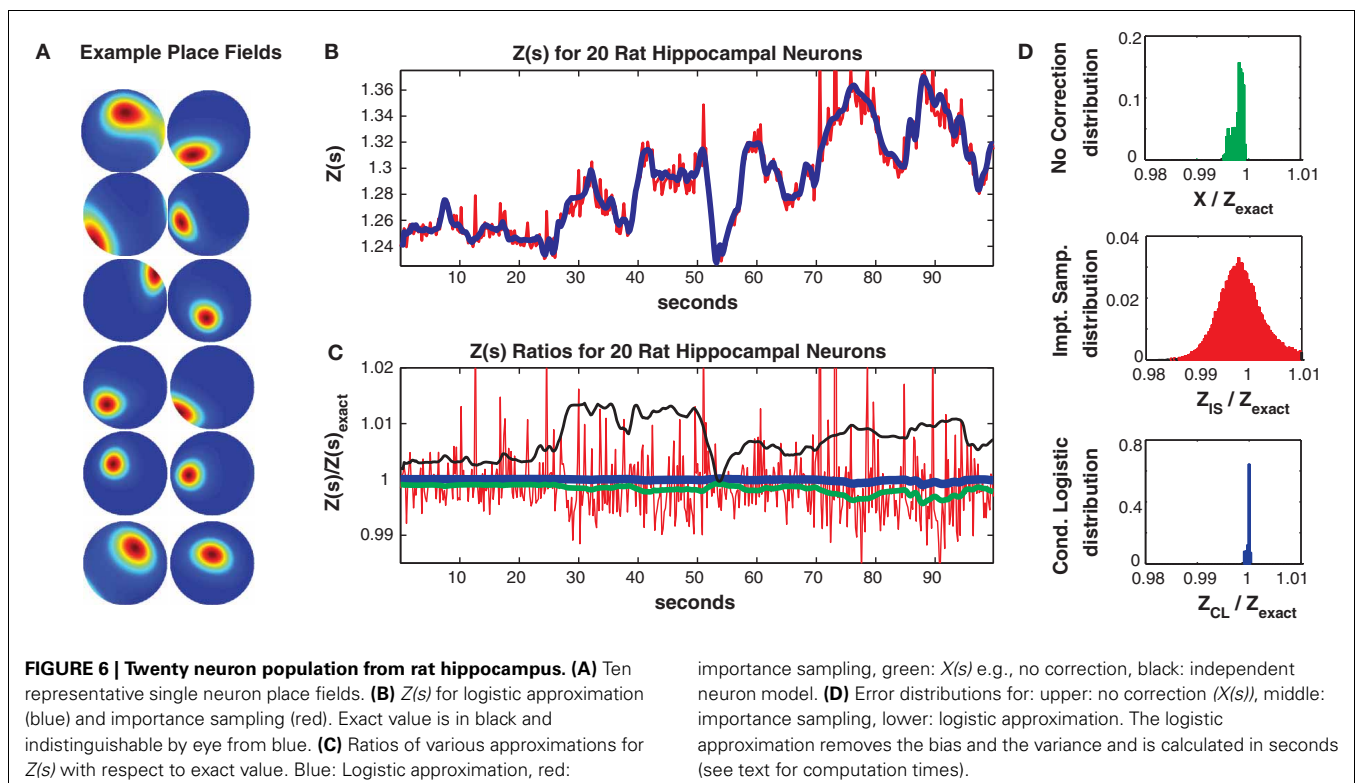 A Example Place Fields
B Z(s) for 20 Rat Hippocampal Neurons
Z(s)
1.36
1.34
1.32
1.3
1.28
1.26
1.24
10 20 30 40 50 60 70 80 90
seconds
C Z(s) Ratios for 20 Rat Hippocampal Neurons
Z(s)/Z(s)exact
1.02
1.01
1
0.99
10 20 30 40 50 60 70 80 90
seconds
D
No Correction
distribution
0.2
0.1
0
0.98 0.99 1 1.01
X / Zexact
Impt. Samp.
distribution
0.04
0.02
0
0.98 0.99 1 1.01
ZIS / Zexact
Cond. Logistic
distribution
0.8
0.4
0
0.98 0.99 1 1.01
ZCL / Zexact
FIGURE 6 | Twenty neuron population from rat hippocampus. (A) Ten
representative single neuron place fields. (B) Z(s) for logistic approximation
(blue) and importance sampling (red). Exact value is in black and
indistinguishable by eye from blue. (C) Ratios of various approximations for
Z(s) with respect to exact value. Blue: Logistic approximation, red:
importance sampling, green: X(s) e.g., no correction, black: independent
neuron model. (D) Error distributions for: upper: no correction (X(s)), middle:
importance sampling, lower: logistic approximation. The logistic
approximation removes the bias and the variance and is calculated in seconds
(see text for computation times).